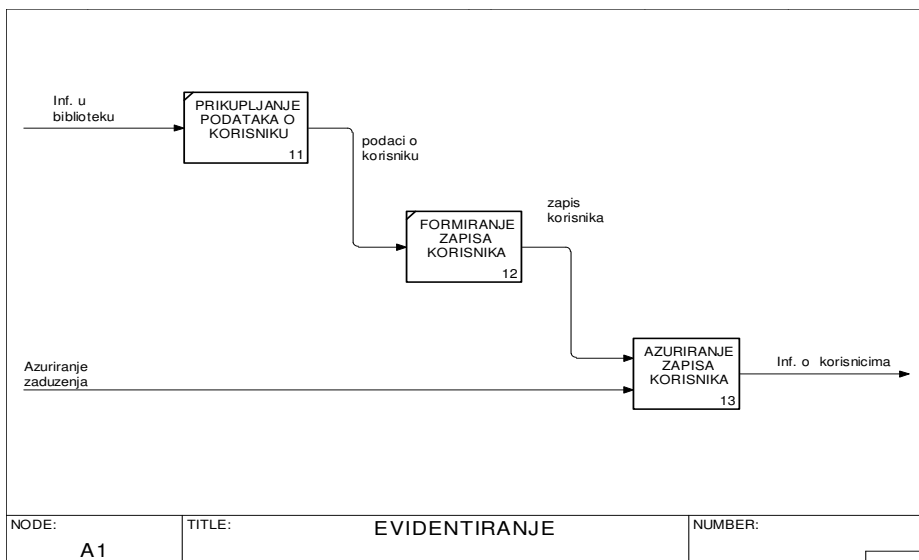 Inf. u
biblioteku
PRIKUPLJANJE
PODATAKA O
KORISNIKU
11
podaci o
korisniku
FORMIRANJE
ZAPISA
KORISNIKA
12
zapis
korisnika
Azuriranje
zaduzenja
AZURIRANJE
ZAPISA
KORISNIKA
13
Inf. o korisnicima
NODE:
A1
TITLE:
EVIDENTIRANJE
NUMBER: